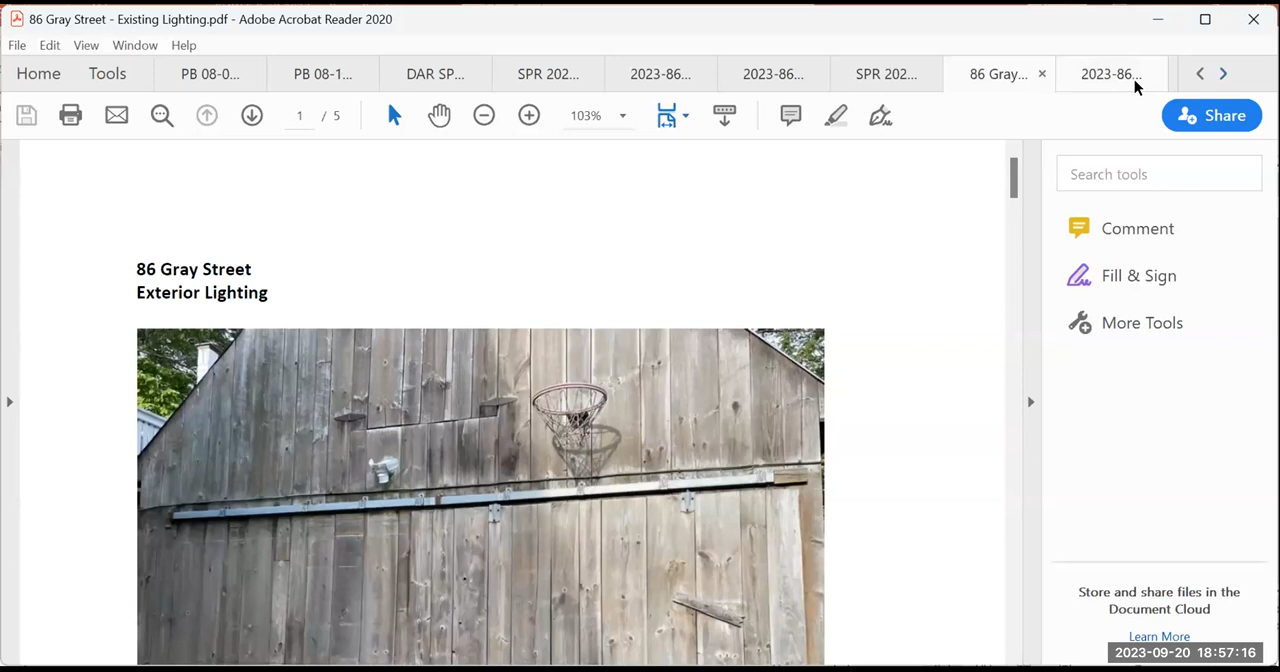 86 Gray Street - Existing Lighting.pdf - Adobe Acrobat Reader 2020
File Edit View Window Help
Home Tools PB 08-0... PB 08-1... DAR SP... SPR 202... 2023-86... 2023-86... SPR 202... 86 Gray... 2023-86...
1 / 5 103% Share
Search tools
Comment
Fill & Sign
More Tools
86 Gray Street
Exterior Lighting
Store and share files in the
Document Cloud
Learn More
2023-09-20 18:57:16